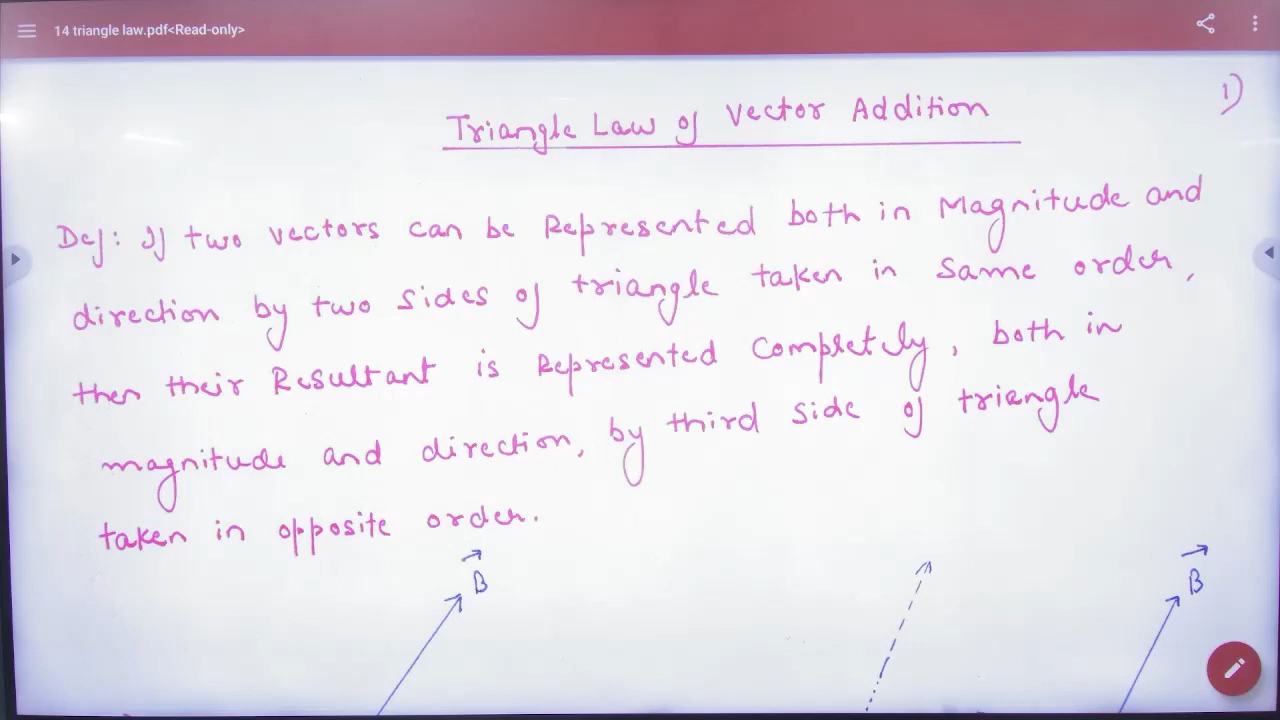 14 triangle law.pdf<Read-only>
1)
Triangle Law of Vector Addition
Def: If two vectors can be Represented both in Magnitude and
direction by two sides of triangle taken in same order,
then their Resultant is Represented Completely, both in
magnitude and direction, by third side of triangle
taken in opposite order.
B
B